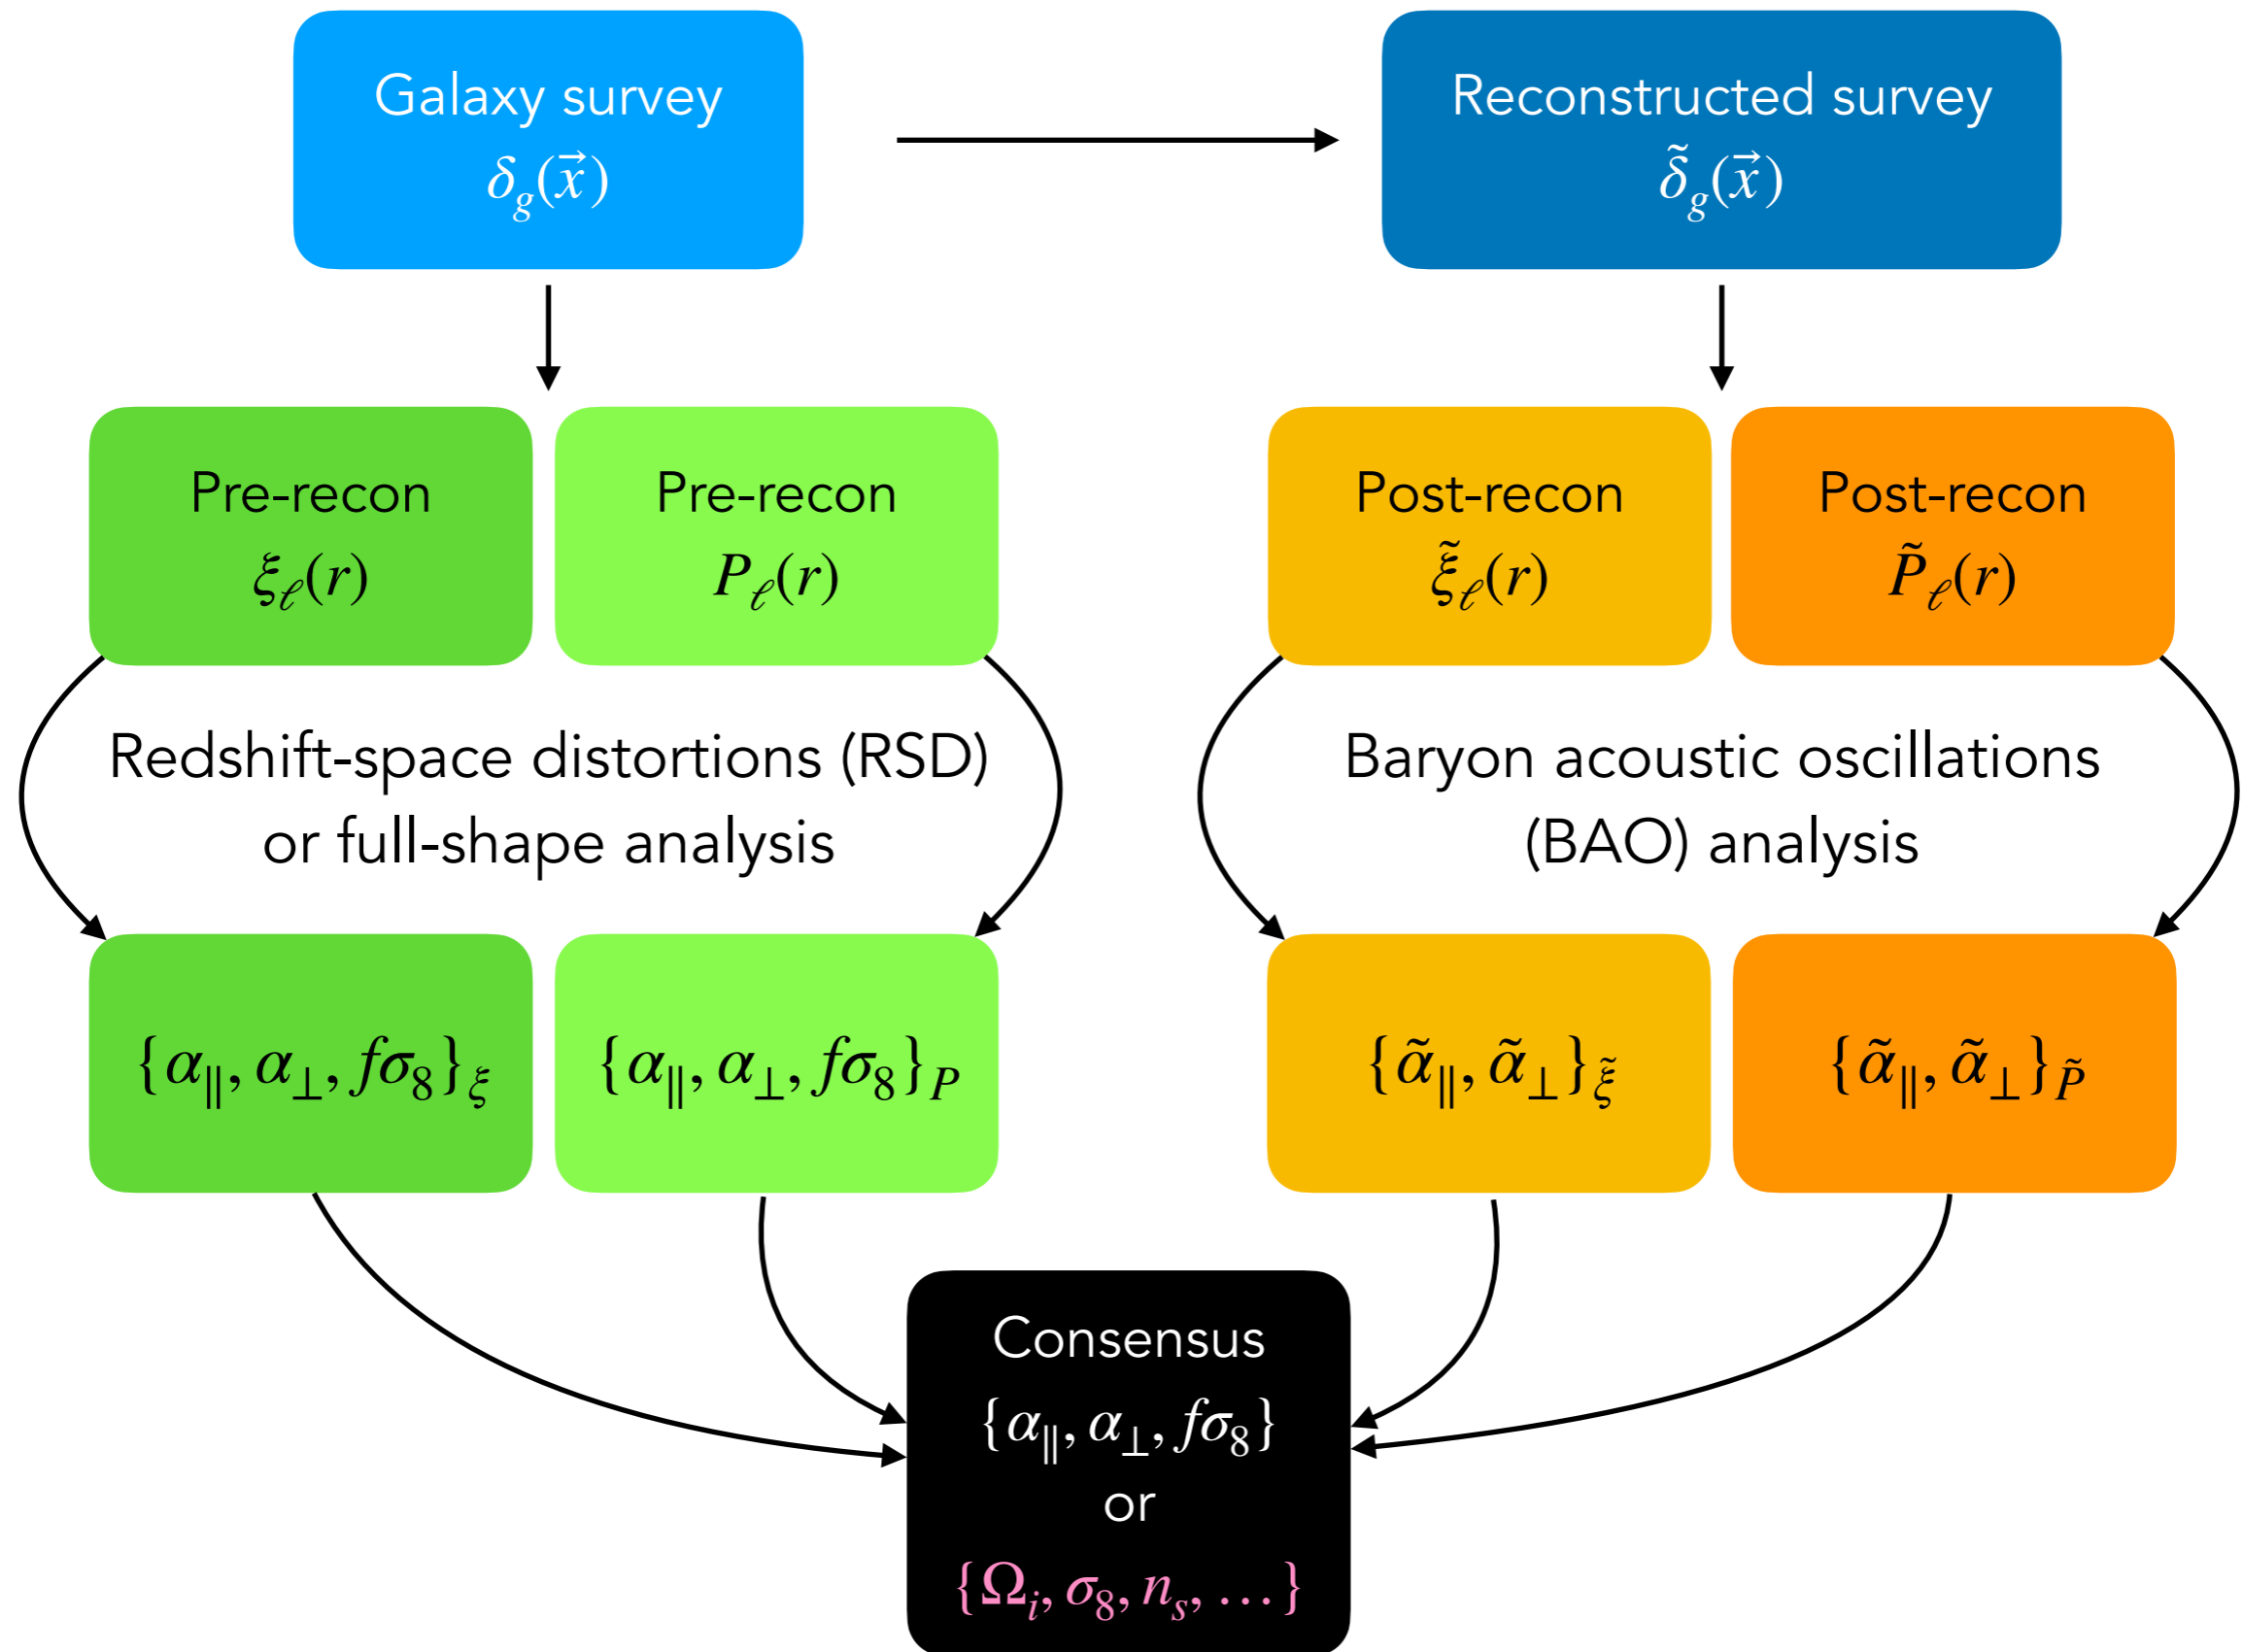 Galaxy survey
δ_g(x⃗)
Reconstructed survey
δ̃_g(x⃗)
Pre-recon
ξ_ℓ(r)
Pre-recon
P_ℓ(r)
Post-recon
ξ̃_ℓ(r)
Post-recon
P̃_ℓ(r)
Redshift-space distortions (RSD)
or full-shape analysis
Baryon acoustic oscillations
(BAO) analysis
{α_∥, α_⊥, fσ_8}_ξ
{α_∥, α_⊥, fσ_8}_P
{α̃_∥, α̃_⊥}_ξ̃
{α̃_∥, α̃_⊥}_P̃
Consensus
{α_∥, α_⊥, fσ_8}
or
{Ω_i, σ_8, n_s, …}